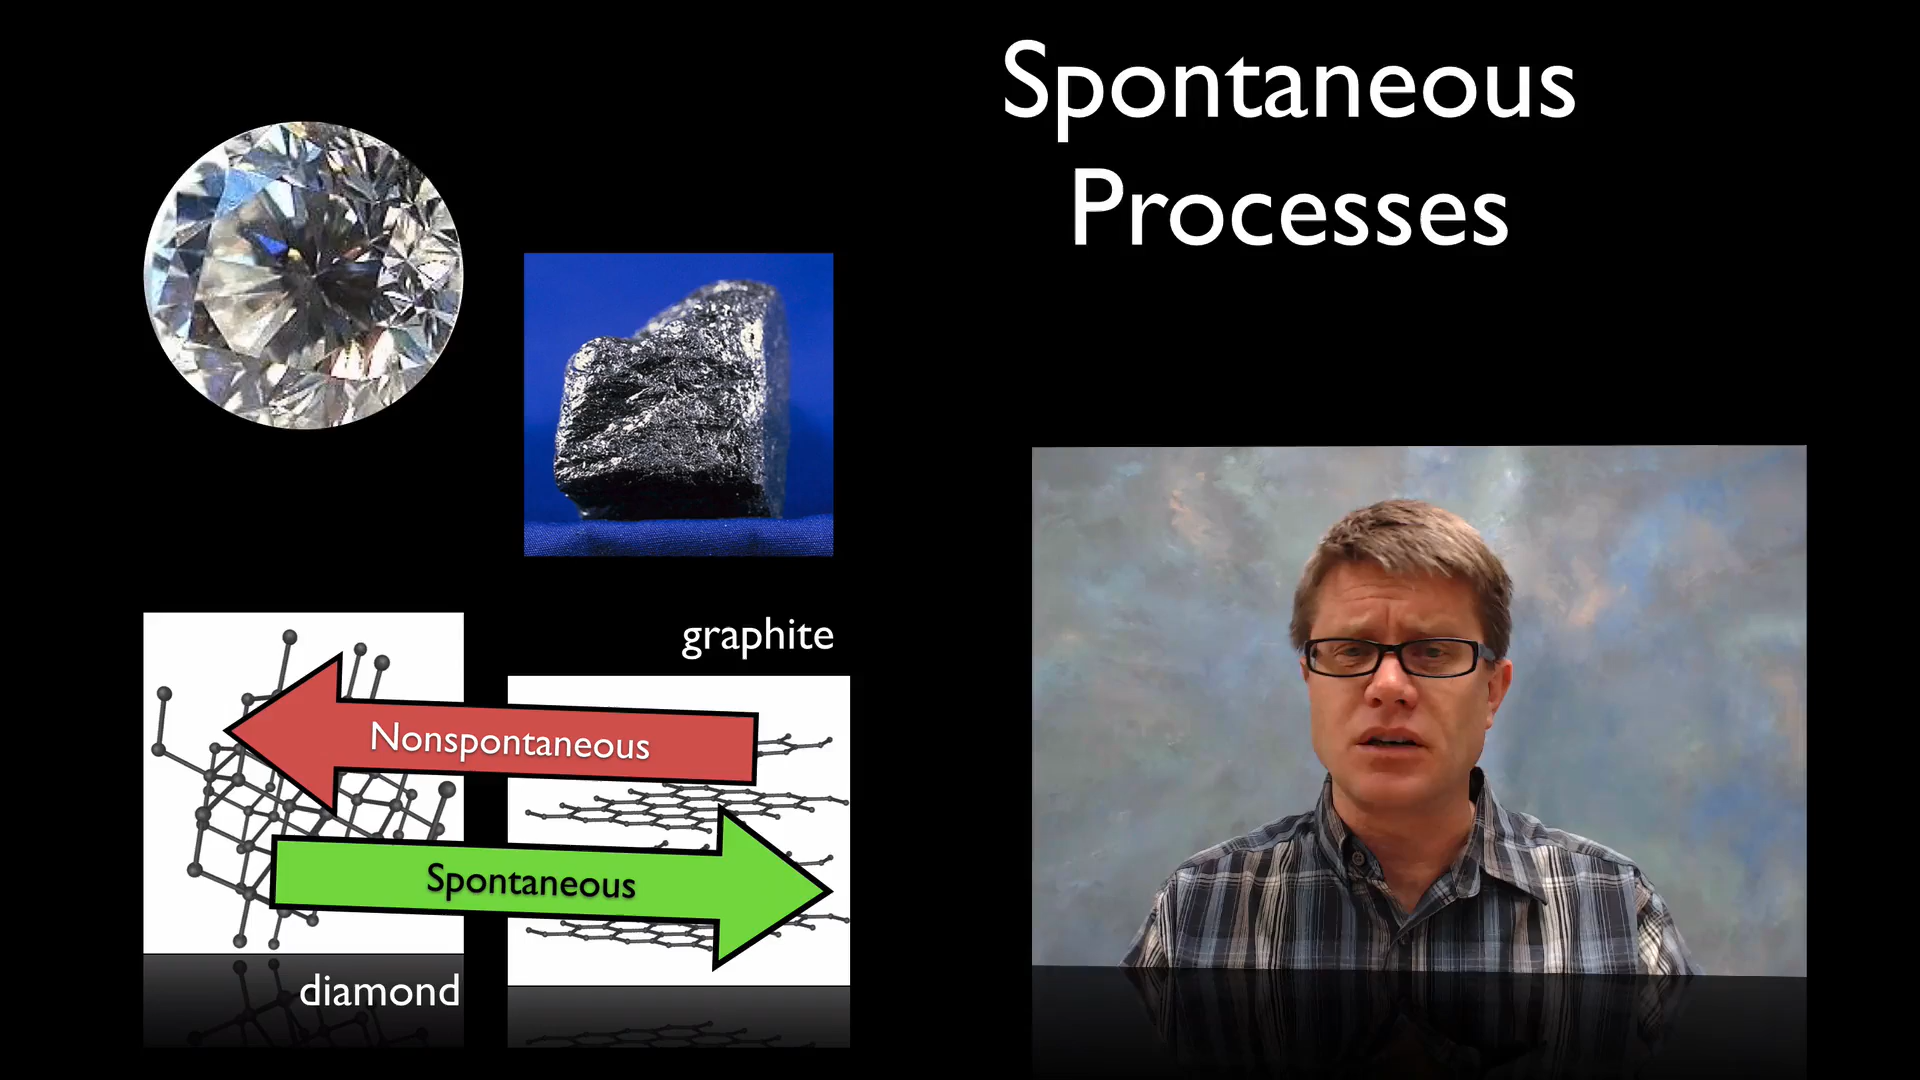 Spontaneous
Processes
graphite
Nonspontaneous
Spontaneous
diamond